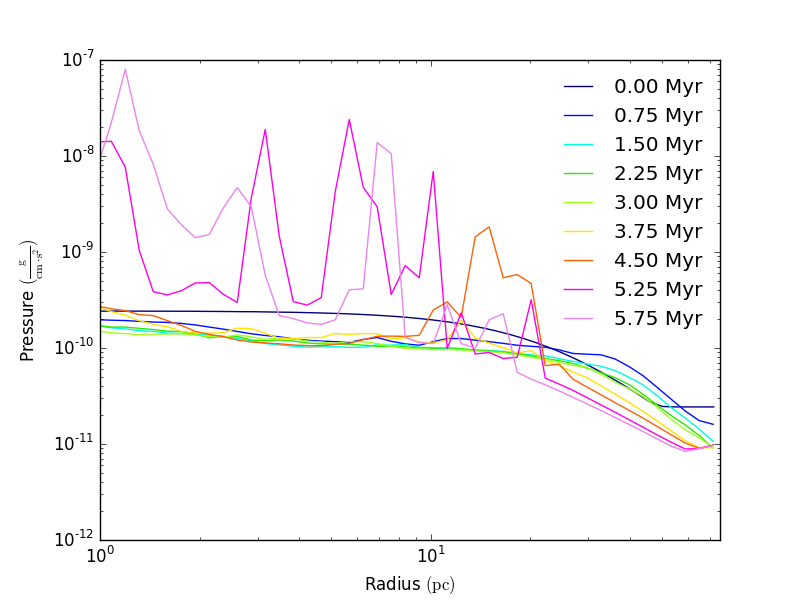 10^-7
10^-8
10^-9
10^-10
10^-11
10^-12
Pressure (g/cm·s²)
10^0
10^1
Radius (pc)
0.00 Myr
0.75 Myr
1.50 Myr
2.25 Myr
3.00 Myr
3.75 Myr
4.50 Myr
5.25 Myr
5.75 Myr